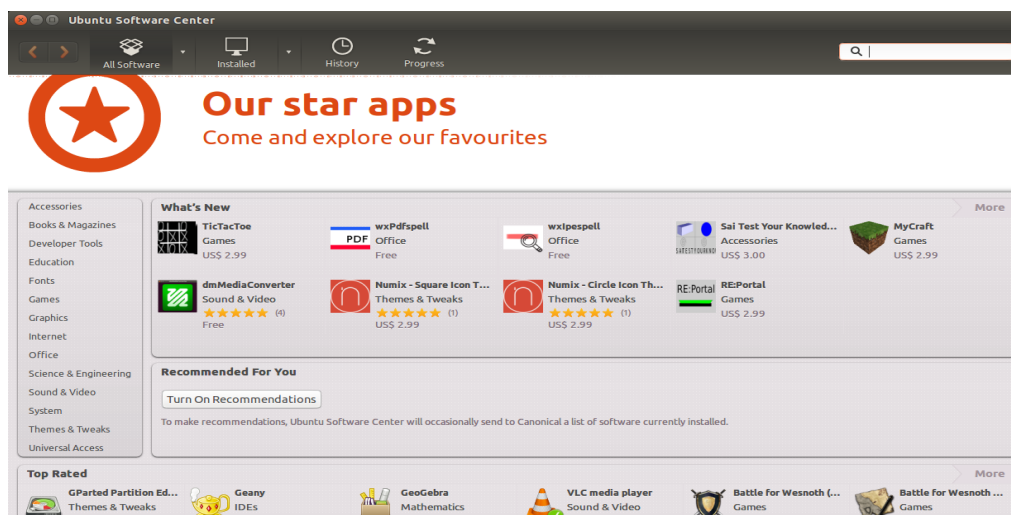 Ubuntu Software Center
All Software
Installed
History
Progress
Our star apps
Come and explore our favourites
Accessories
Books & Magazines
Developer Tools
Education
Fonts
Games
Graphics
Internet
Office
Science & Engineering
Sound & Video
System
Themes & Tweaks
Universal Access
What's New
More
TicTacToe
Games
US$ 2.99
PDF
wxPdfspell
Office
Free
wxIpespell
Office
Free
SAITESTYOURKNOW
Sai Test Your Knowled...
Accessories
US$ 3.00
MyCraft
Games
US$ 2.99
dmMediaConverter
Sound & Video
(4)
Free
n
Numix - Square Icon T...
Themes & Tweaks
(1)
US$ 2.99
n
Numix - Circle Icon Th...
Themes & Tweaks
(1)
US$ 2.99
RE:Portal
RE:Portal
Games
US$ 2.99
Recommended For You
Turn On Recommendations
To make recommendations, Ubuntu Software Center will occasionally send to Canonical a list of software currently installed.
Top Rated
More
GParted Partition Ed...
Themes & Tweaks
Geany
IDEs
GeoGebra
Mathematics
VLC media player
Sound & Video
Battle for Wesnoth (...
Games
Battle for Wesnoth ...
Games